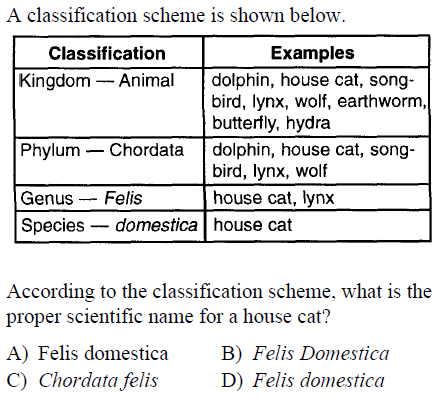 A classification scheme is shown below.
Classification Examples
Kingdom — Animal dolphin, house cat, song-
bird, lynx, wolf, earthworm,
butterfly, hydra
Phylum — Chordata dolphin, house cat, song-
bird, lynx, wolf
Genus — Felis house cat, lynx
Species — domestica house cat
According to the classification scheme, what is the
proper scientific name for a house cat?
A) Felis domestica B) Felis Domestica
C) Chordata felis D) Felis domestica